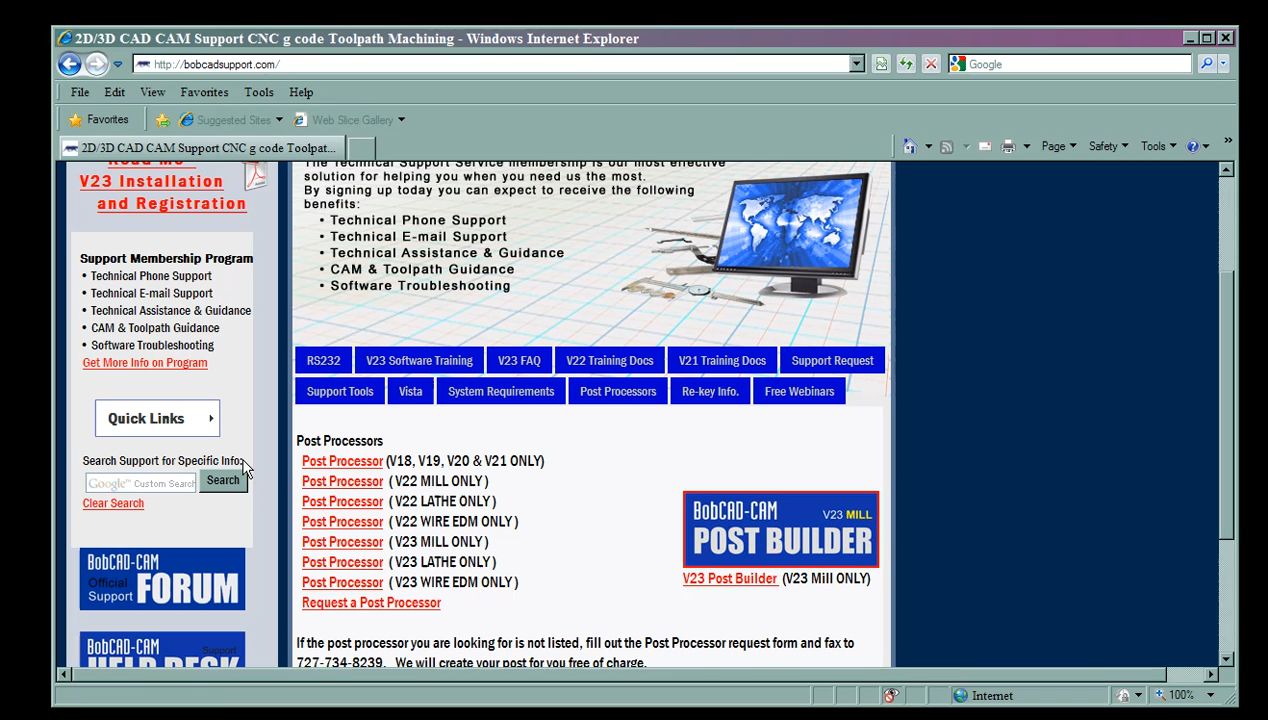 2D/3D CAD CAM Support CNC g code Toolpath Machining - Windows Internet Explorer
http://bobcadsupport.com/
Google
File Edit View Favorites Tools Help
Favorites Suggested Sites Web Slice Gallery
2D/3D CAD CAM Support CNC g code Toolpat...
Page Safety Tools »
Read Me
V23 Installation
and Registration
Support Membership Program
• Technical Phone Support
• Technical E-mail Support
• Technical Assistance & Guidance
• CAM & Toolpath Guidance
• Software Troubleshooting
Get More Info on Program
Quick Links
Search Support for Specific Info:
Google™ Custom Search
Search
Clear Search
BobCAD-CAM
Official
Support
FORUM
BobCAD-CAM
Support
HELP DESK
The Technical Support Service membership is our most effective
solution for helping you when you need us the most.
By signing up today you can expect to receive the following
benefits:
• Technical Phone Support
• Technical E-mail Support
• Technical Assistance & Guidance
• CAM & Toolpath Guidance
• Software Troubleshooting
RS232 V23 Software Training V23 FAQ V22 Training Docs V21 Training Docs Support Request
Support Tools Vista System Requirements Post Processors Re-key Info. Free Webinars
Post Processors
Post Processor (V18, V19, V20 & V21 ONLY)
Post Processor ( V22 MILL ONLY )
Post Processor ( V22 LATHE ONLY )
Post Processor ( V22 WIRE EDM ONLY )
Post Processor ( V23 MILL ONLY )
Post Processor ( V23 LATHE ONLY )
Post Processor ( V23 WIRE EDM ONLY )
Request a Post Processor
BobCAD-CAM V23 MILL
POST BUILDER
V23 Post Builder (V23 Mill ONLY)
If the post processor you are looking for is not listed, fill out the Post Processor request form and fax to
727-734-8239. We will create your post for you free of charge.
Internet
100%